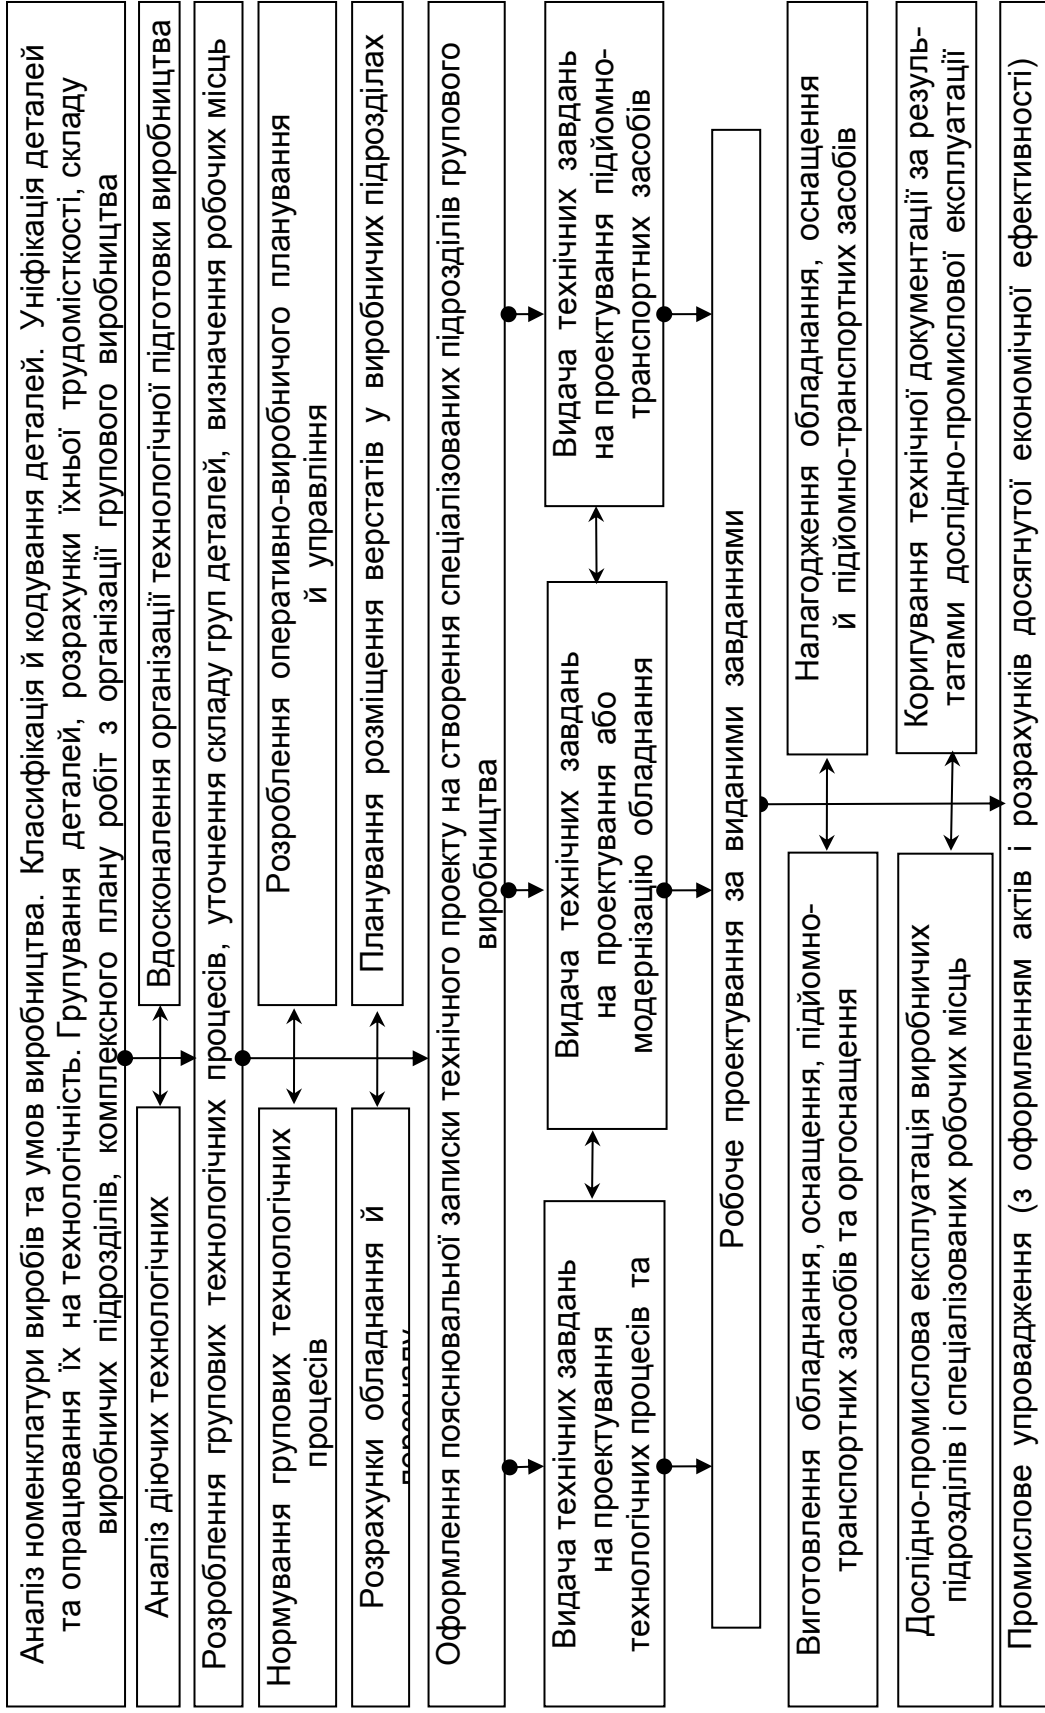 Аналіз номенклатури виробів та умов виробництва. Класифікація й кодування деталей. Уніфікація деталей
та опрацювання їх на технологічність. Групування деталей, розрахунки їхньої трудомісткості, складу
виробничих підрозділів, комплексного плану робіт з організації групового виробництва
Аналіз діючих технологічних
Вдосконалення організації технологічної підготовки виробництва
Розроблення групових технологічних процесів, уточнення складу груп деталей, визначення робочих місць
Нормування групових технологічних
процесів
Розроблення оперативно-виробничого планування
й управління
Розрахунки обладнання й
персоналу
Планування розміщення верстатів у виробничих підрозділах
Оформлення пояснювальної записки технічного проекту на створення спеціалізованих підрозділів групового
виробництва
Видача технічних завдань
на проектування
технологічних процесів та
Видача технічних завдань
на проектування або
модернізацію обладнання
Видача технічних завдань
на проектування підйомно-
транспортних засобів
Робоче проектування за виданими завданнями
Виготовлення обладнання, оснащення, підйомно-
транспортних засобів та оргоснащення
Налагодження обладнання, оснащення
й підйомно-транспортних засобів
Дослідно-промислова експлуатація виробничих
підрозділів і спеціалізованих робочих місць
Коригування технічної документації за резуль-
татами дослідно-промислової експлуатації
Промислове упровадження (з оформленням актів і розрахунків досягнутої економічної ефективності)